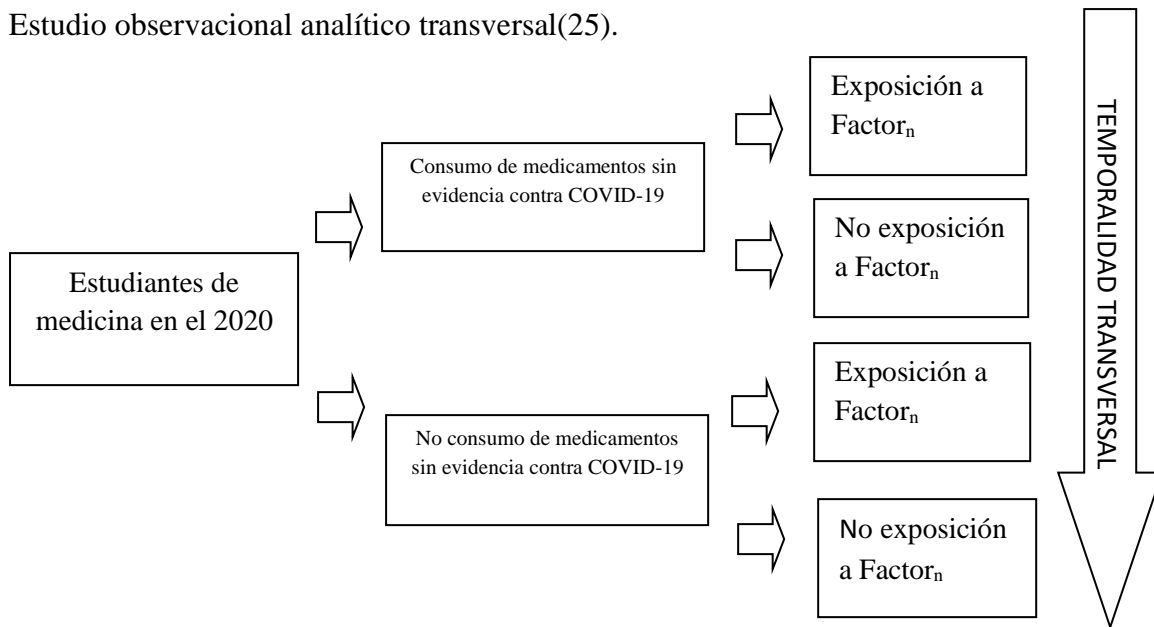 Estudio observacional analítico transversal(25).
Exposición a
Factorₙ
Consumo de medicamentos sin
evidencia contra COVID-19
No exposición
a Factorₙ
Estudiantes de
medicina en el 2020
Exposición a
Factorₙ
No consumo de medicamentos
sin evidencia contra COVID-19
No exposición
a Factorₙ
TEMPORALIDAD TRANSVERSAL